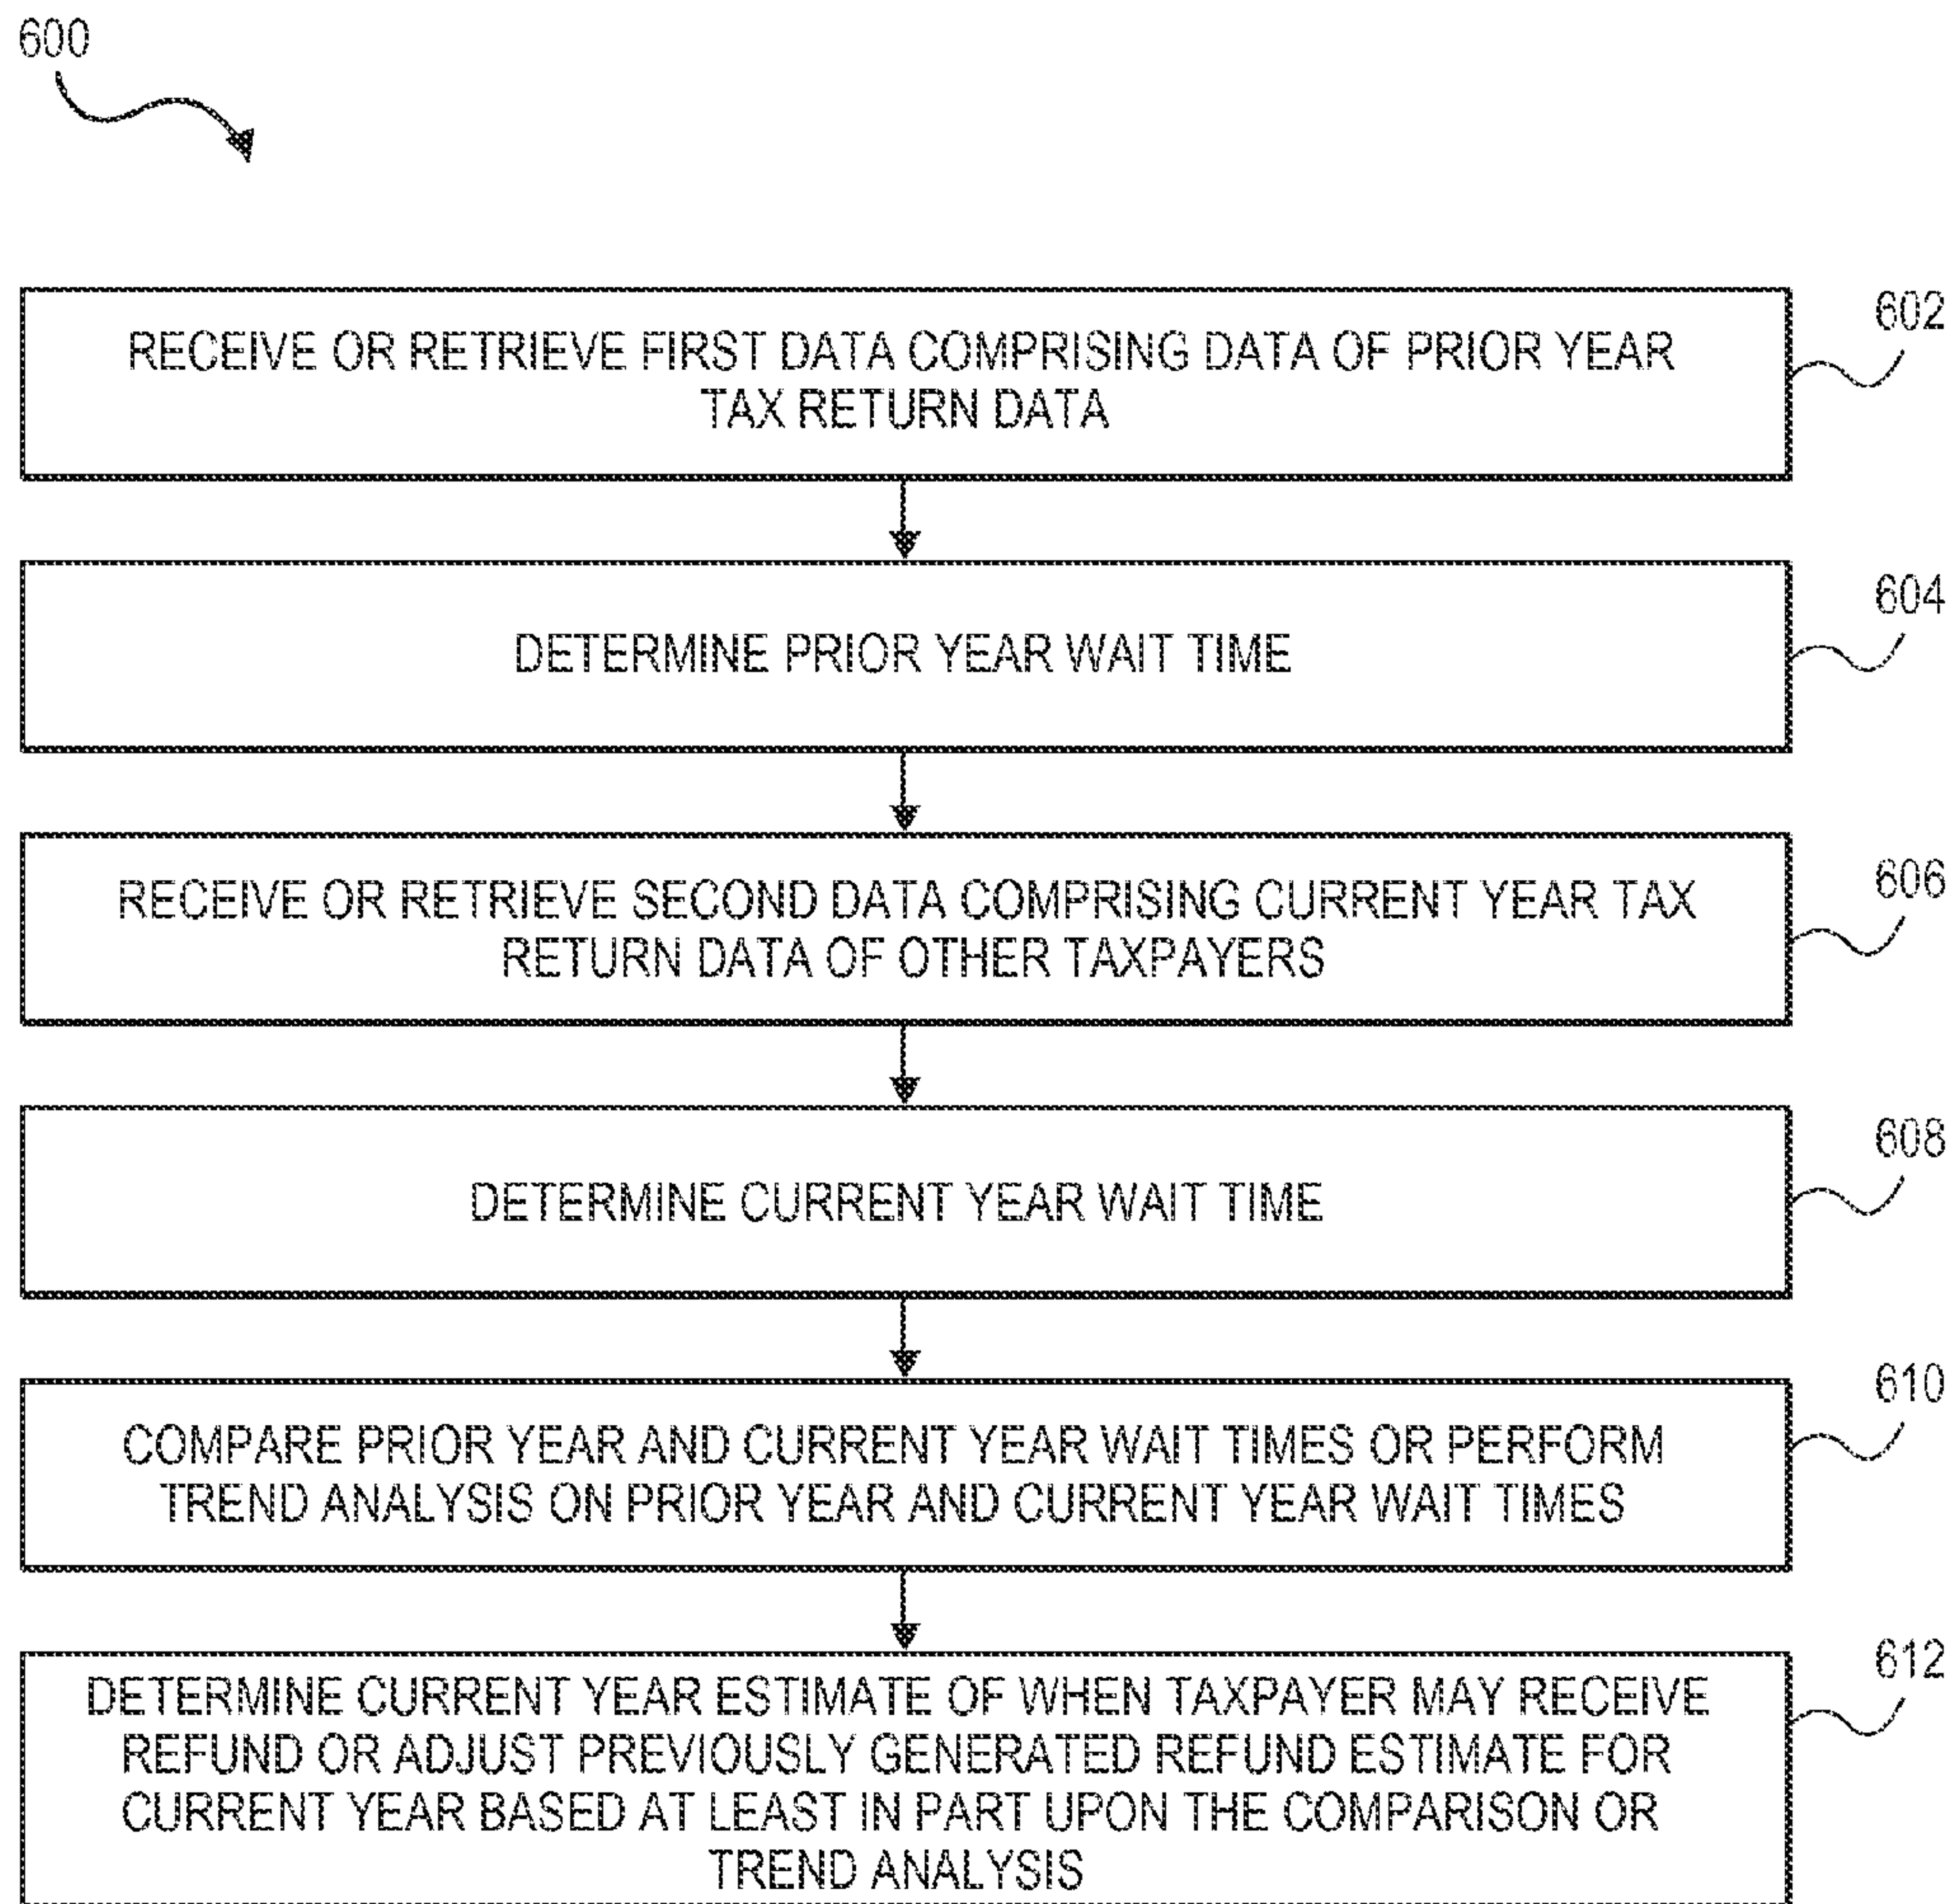 600
RECEIVE OR RETRIEVE FIRST DATA COMPRISING DATA OF PRIOR YEAR
TAX RETURN DATA
602
DETERMINE PRIOR YEAR WAIT TIME
604
RECEIVE OR RETRIEVE SECOND DATA COMPRISING CURRENT YEAR TAX
RETURN DATA OF OTHER TAXPAYERS
606
DETERMINE CURRENT YEAR WAIT TIME
608
COMPARE PRIOR YEAR AND CURRENT YEAR WAIT TIMES OR PERFORM
TREND ANALYSIS ON PRIOR YEAR AND CURRENT YEAR WAIT TIMES
610
DETERMINE CURRENT YEAR ESTIMATE OF WHEN TAXPAYER MAY RECEIVE
REFUND OR ADJUST PREVIOUSLY GENERATED REFUND ESTIMATE FOR
CURRENT YEAR BASED AT LEAST IN PART UPON THE COMPARISON OR
TREND ANALYSIS
612